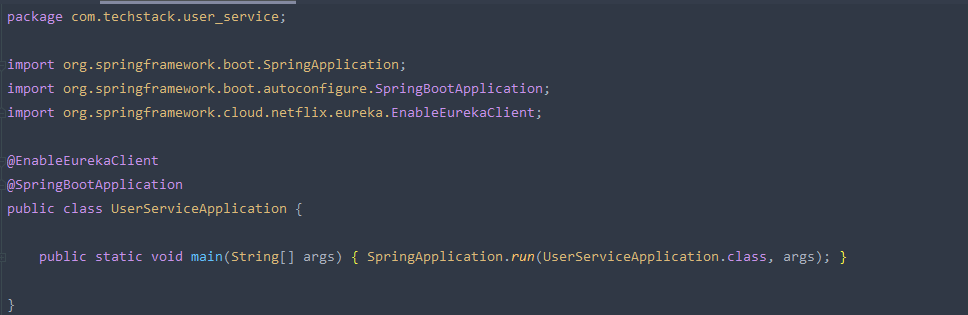 package com.techstack.user_service;
import org.springframework.boot.SpringApplication;
import org.springframework.boot.autoconfigure.SpringBootApplication;
import org.springframework.cloud.netflix.eureka.EnableEurekaClient;
@EnableEurekaClient
@SpringBootApplication
public class UserServiceApplication {
public static void main(String[] args) { SpringApplication.run(UserServiceApplication.class, args); }
}